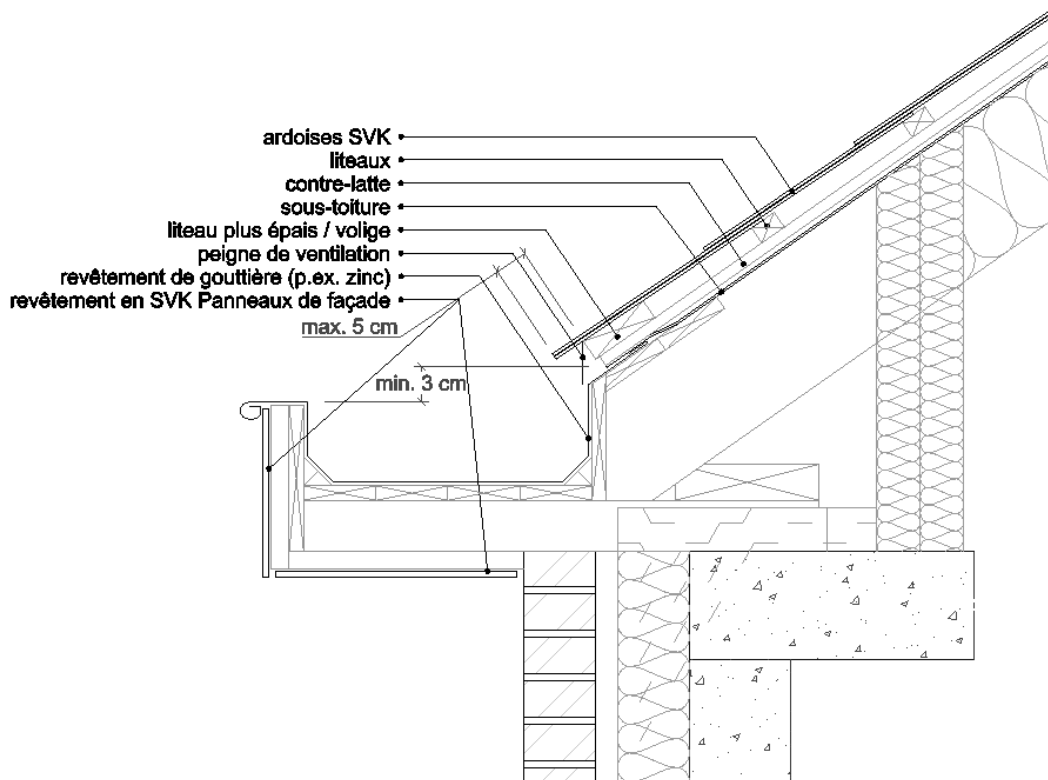 ardoises SVK
liteaux
contre-latte
sous-toiture
liteau plus épais / volige
peigne de ventilation
revêtement de gouttière (p.ex. zinc)
revêtement en SVK Panneaux de façade
max. 5 cm
min. 3 cm